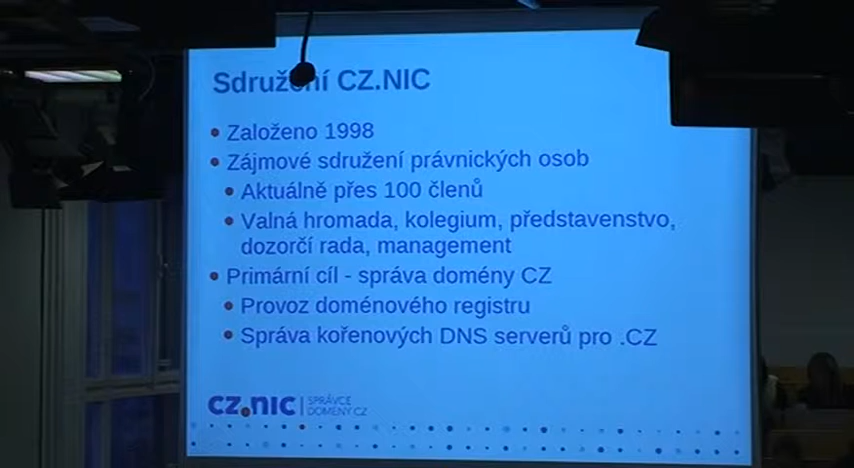 Sdružení CZ.NIC
Založeno 1998
Zájmové sdružení právnických osob
Aktuálně přes 100 členů
Valná hromada, kolegium, představenstvo,
dozorčí rada, management
Primární cíl - správa domény CZ
Provoz doménového registru
Správa kořenových DNS serverů pro .CZ
CZ.NIC
SPRÁVCE
DOMÉNY CZ